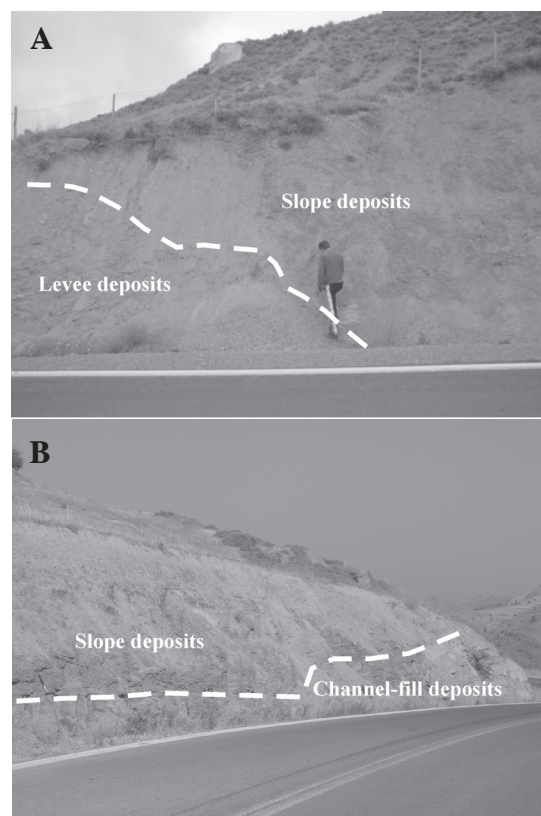 A
Slope deposits
Levee deposits
B
Slope deposits
Channel-fill deposits